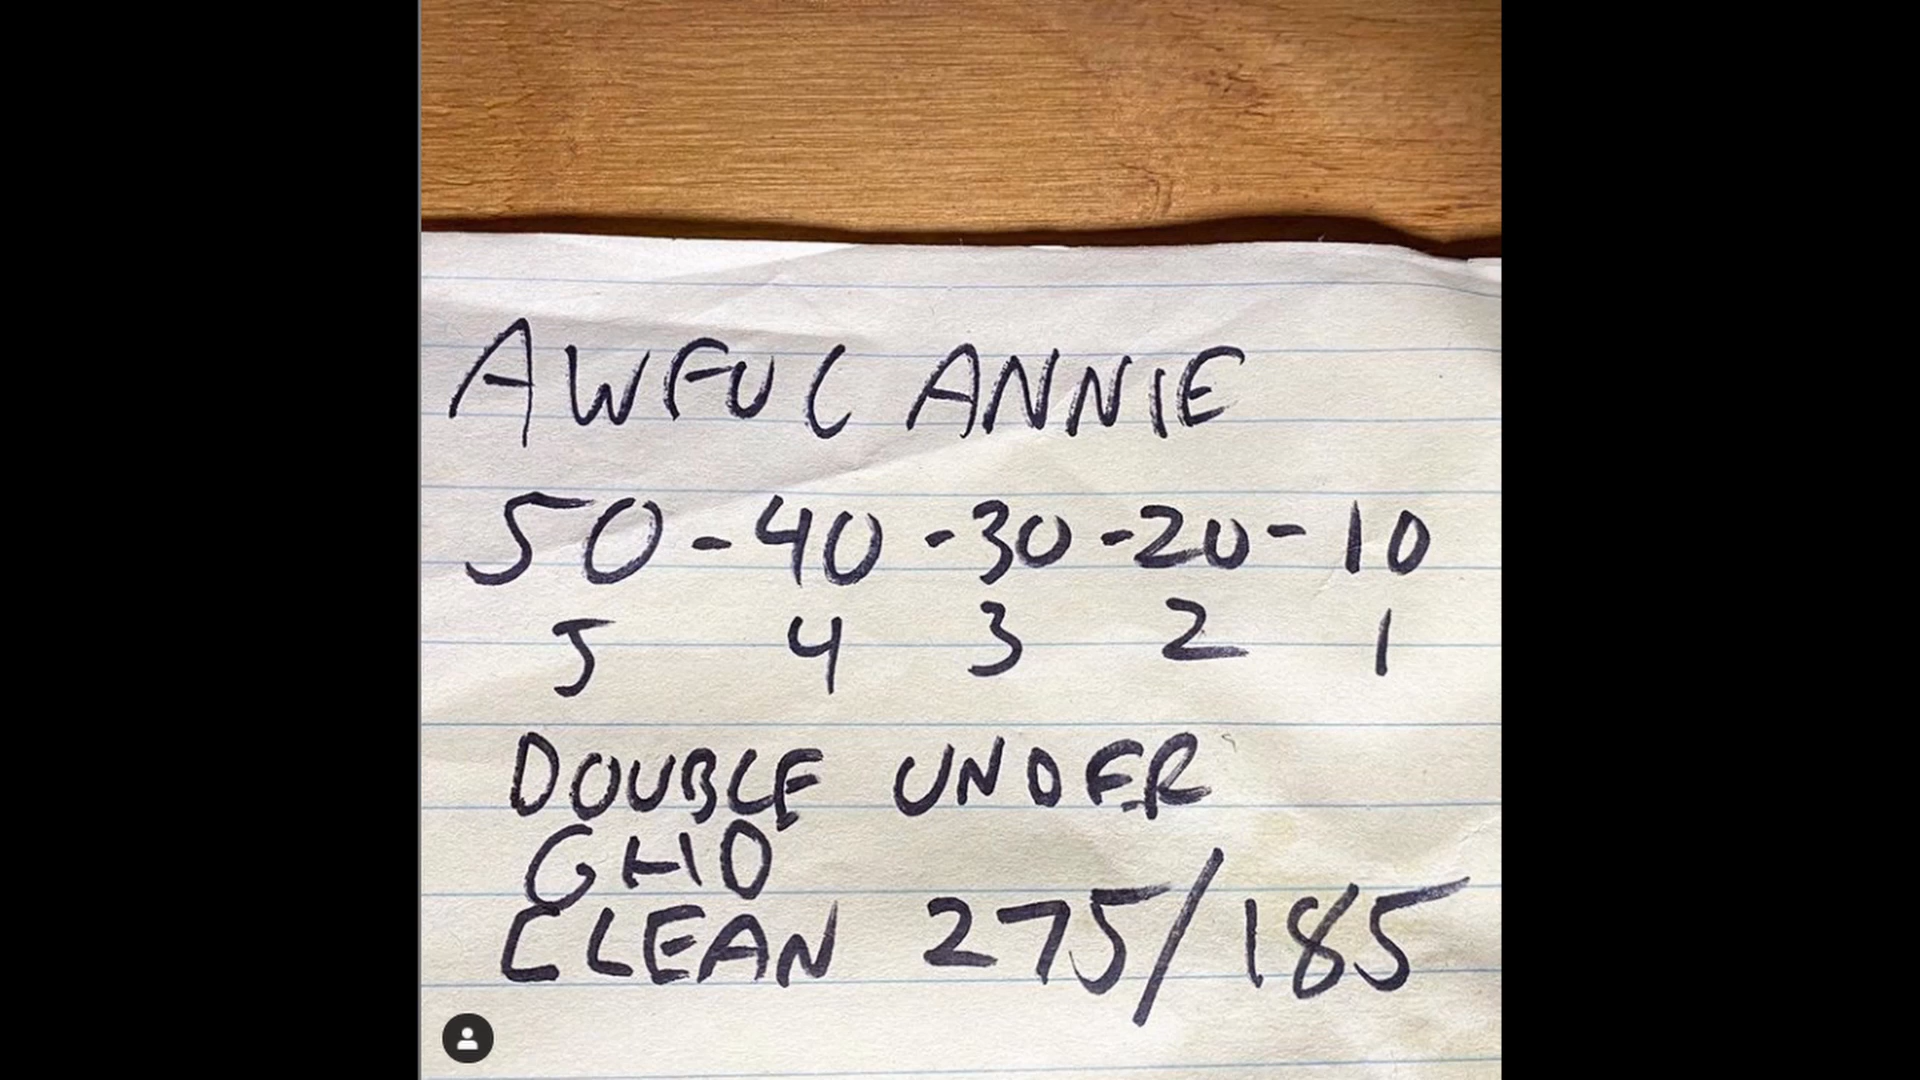 AWFUL ANNIE
50-40-30-20-10
5 4 3 2 1
DOUBLE UNDER
GHD
CLEAN 275/185